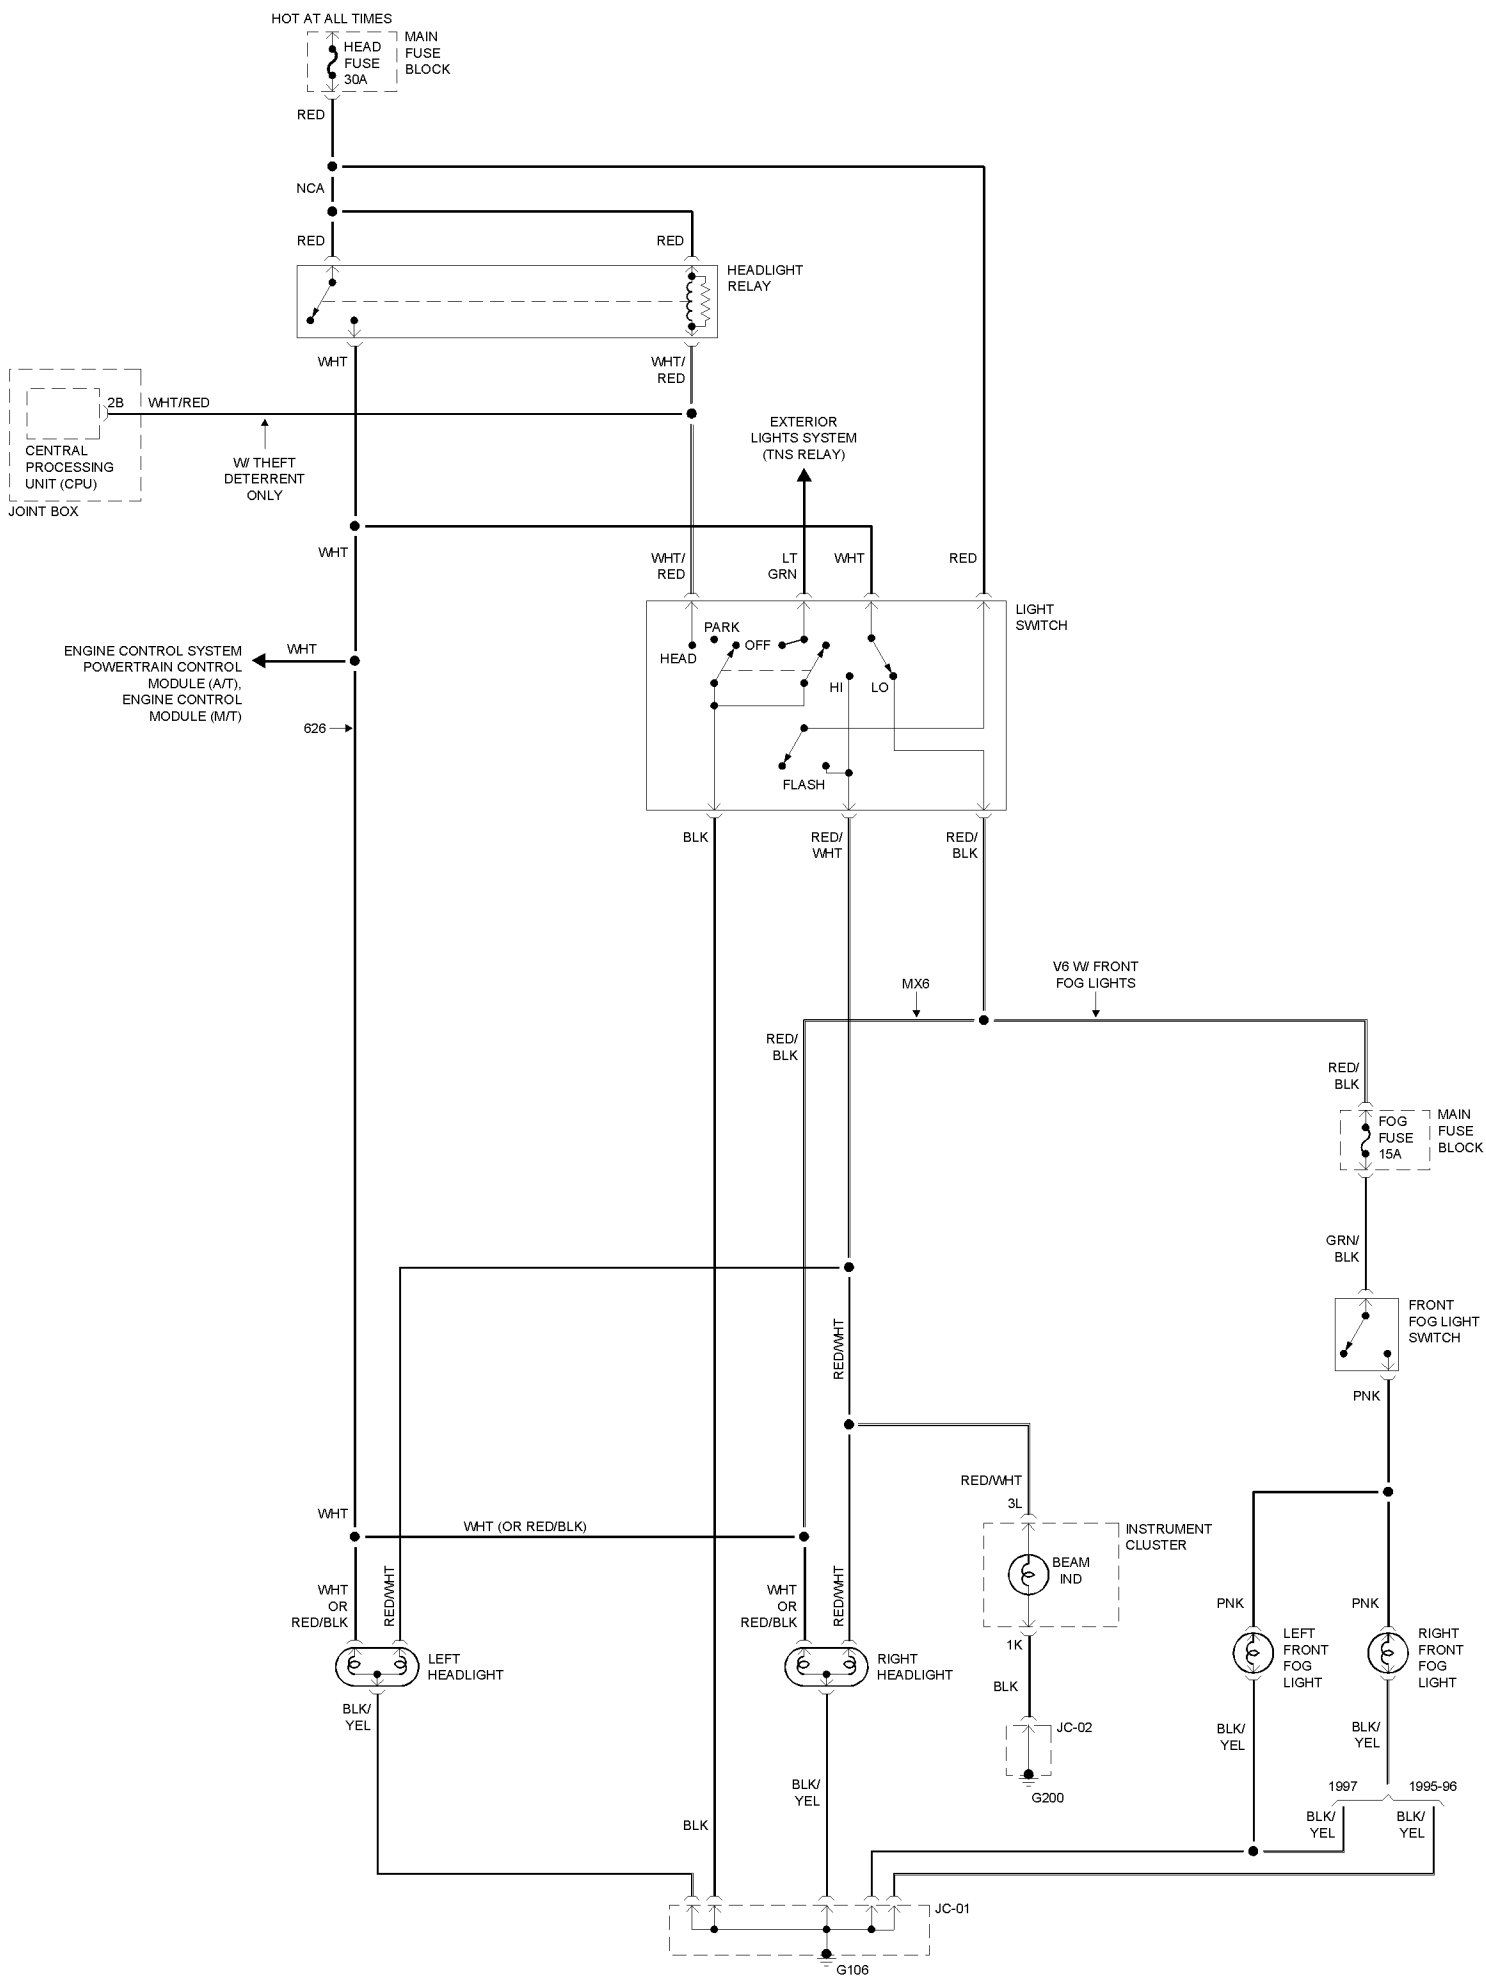 HOT AT ALL TIMES
HEAD
FUSE
30A
MAIN
FUSE
BLOCK
RED
NCA
RED
RED
HEADLIGHT
RELAY
WHT
WHT/
RED
2B
WHT/RED
CENTRAL
PROCESSING
UNIT (CPU)
JOINT BOX
W/ THEFT
DETERRENT
ONLY
EXTERIOR
LIGHTS SYSTEM
(TNS RELAY)
WHT
WHT/
RED
LT
GRN
WHT
RED
LIGHT
SWITCH
PARK
HEAD
OFF
HI
LO
FLASH
ENGINE CONTROL SYSTEM
POWERTRAIN CONTROL
MODULE (A/T),
ENGINE CONTROL
MODULE (M/T)
WHT
626
BLK
RED/
WHT
RED/
BLK
MX6
V6 W/ FRONT
FOG LIGHTS
RED/
BLK
RED/
BLK
FOG
FUSE
15A
MAIN
FUSE
BLOCK
GRN/
BLK
FRONT
FOG LIGHT
SWITCH
PNK
RED/WHT
RED/WHT
3L
INSTRUMENT
CLUSTER
BEAM
IND
1K
BLK
JC-02
G200
WHT
WHT (OR RED/BLK)
WHT
OR
RED/BLK
RED/WHT
WHT
OR
RED/BLK
RED/WHT
LEFT
HEADLIGHT
RIGHT
HEADLIGHT
PNK
PNK
LEFT
FRONT
FOG
LIGHT
RIGHT
FRONT
FOG
LIGHT
BLK/
YEL
BLK/
YEL
BLK/
YEL
BLK/
YEL
1997
1995-96
BLK/
YEL
BLK/
YEL
BLK
JC-01
G106